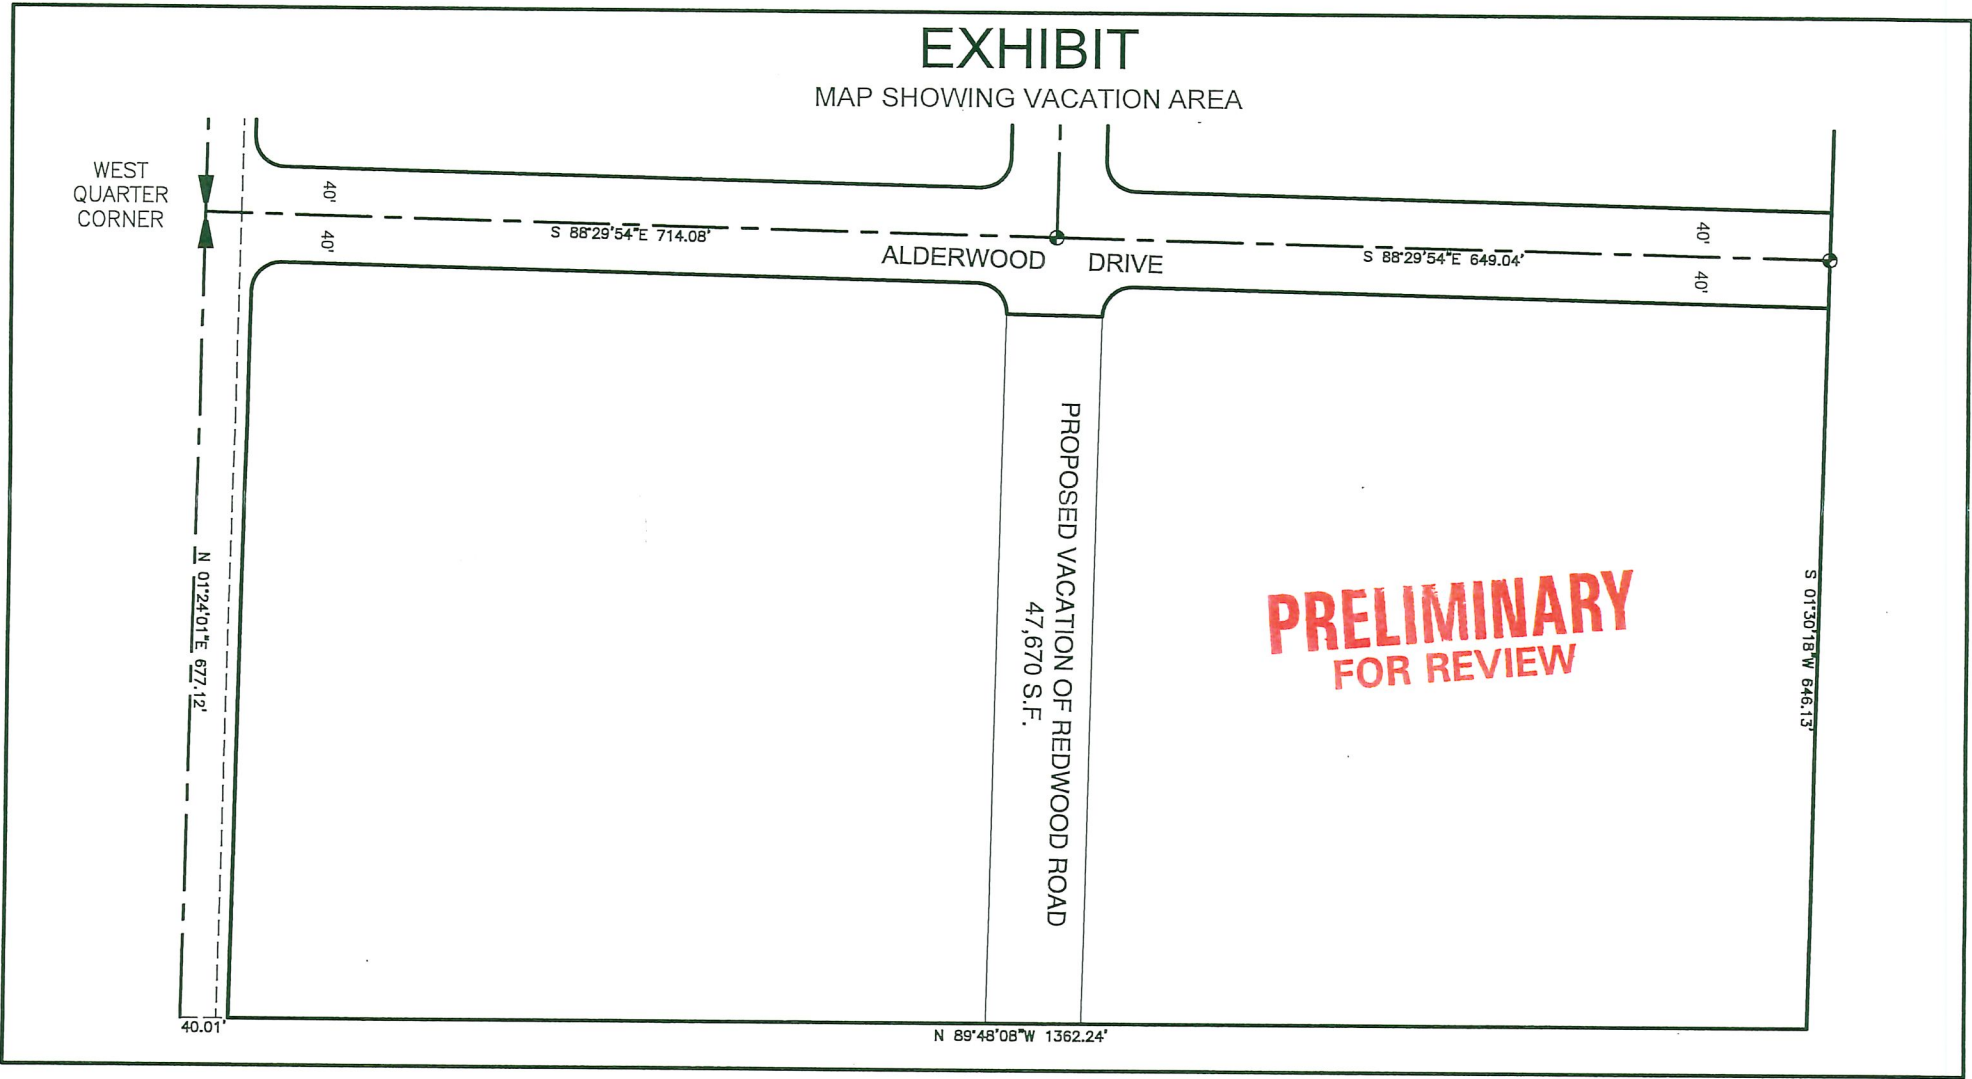 EXHIBIT
MAP SHOWING VACATION AREA
WEST
QUARTER
CORNER
40'
40'
S 88°29'54"E 714.08'
ALDERWOOD DRIVE
40'
S 88°29'54"E 649.04'
40'
PROPOSED VACATION OF REDWOOD ROAD
47,670 S.F.
N 01°24'01"E 677.12'
PRELIMINARY
FOR REVIEW
S 01°30'18"W 646.13'
40.01'
N 89°48'08"W 1362.24'